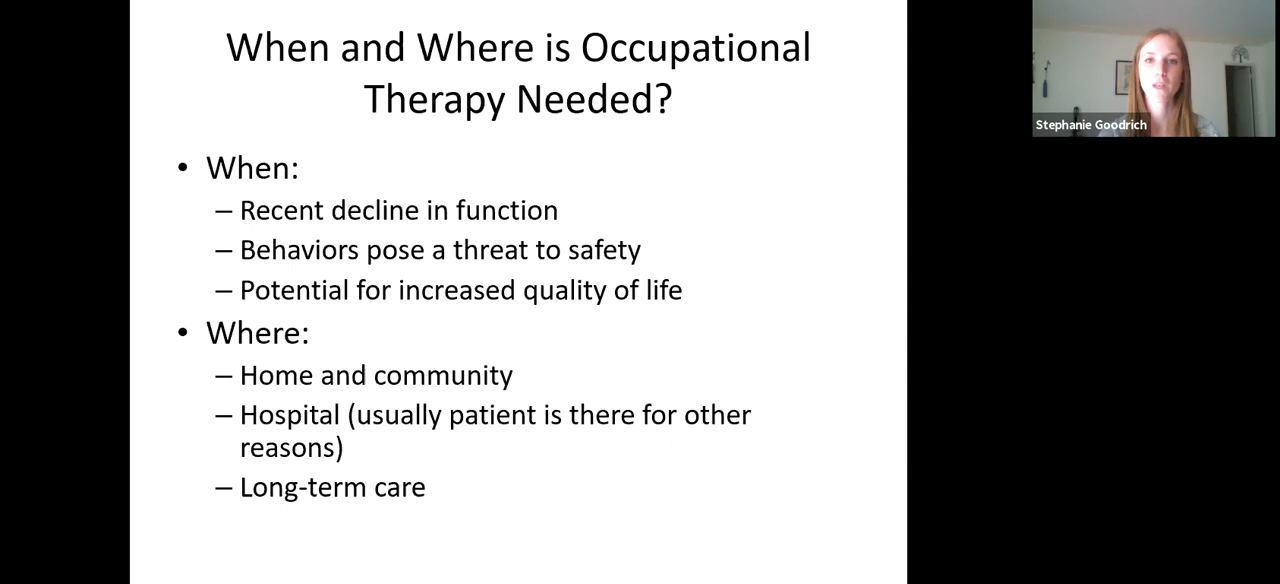 When and Where is Occupational
Therapy Needed?
• When:
– Recent decline in function
– Behaviors pose a threat to safety
– Potential for increased quality of life
• Where:
– Home and community
– Hospital (usually patient is there for other
reasons)
– Long-term care
Stephanie Goodrich